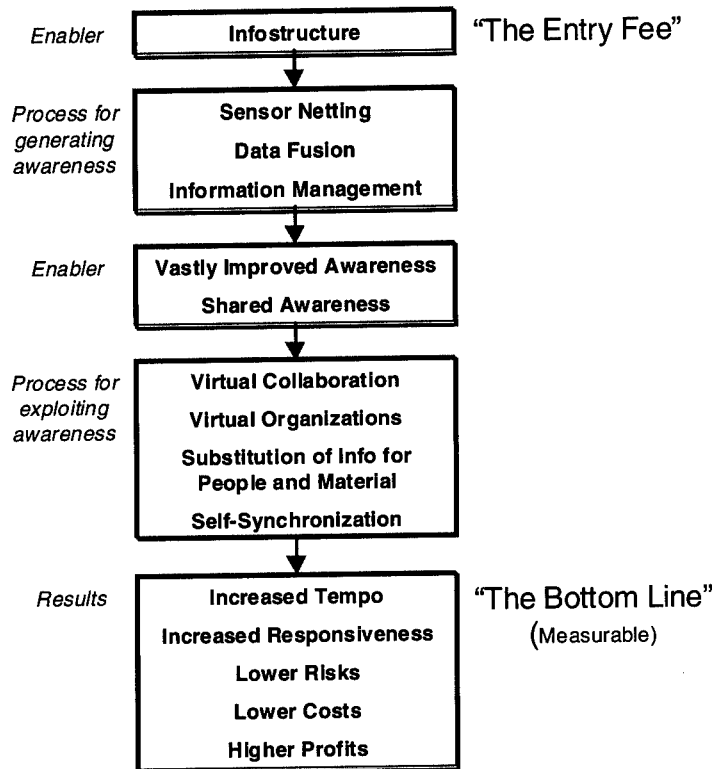 Enabler
Infostructure
“The Entry Fee”
Process for
generating
awareness
Sensor Netting
Data Fusion
Information Management
Enabler
Vastly Improved Awareness
Shared Awareness
Process for
exploiting
awareness
Virtual Collaboration
Virtual Organizations
Substitution of Info for
People and Material
Self-Synchronization
Results
Increased Tempo
Increased Responsiveness
Lower Risks
Lower Costs
Higher Profits
“The Bottom Line”
(Measurable)